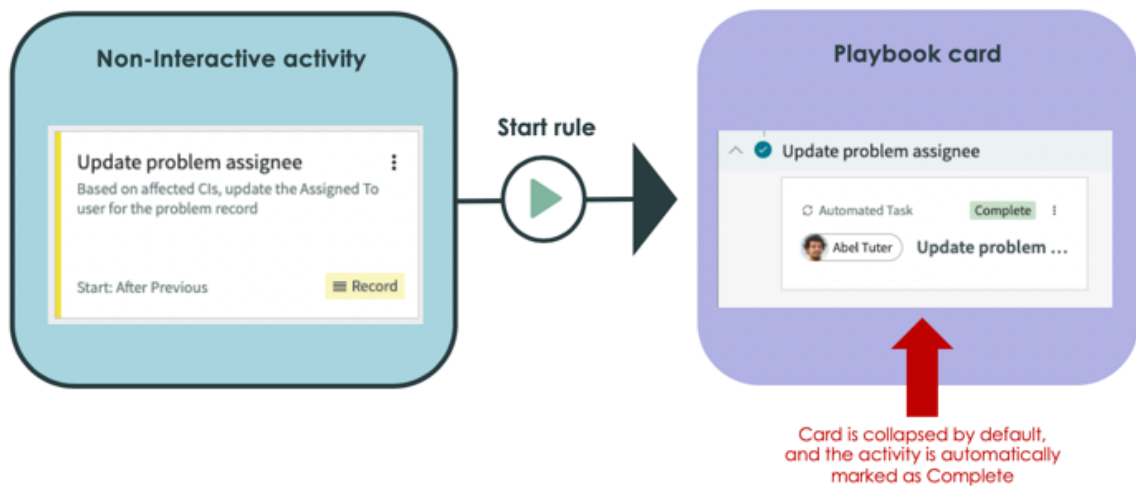 Non-Interactive activity
Update problem assignee
Based on affected CIs, update the Assigned To
user for the problem record
Start: After Previous
Record
Start rule
Playbook card
Update problem assignee
Automated Task
Complete
Abel Tuter
Update problem ...
Card is collapsed by default,
and the activity is automatically
marked as Complete